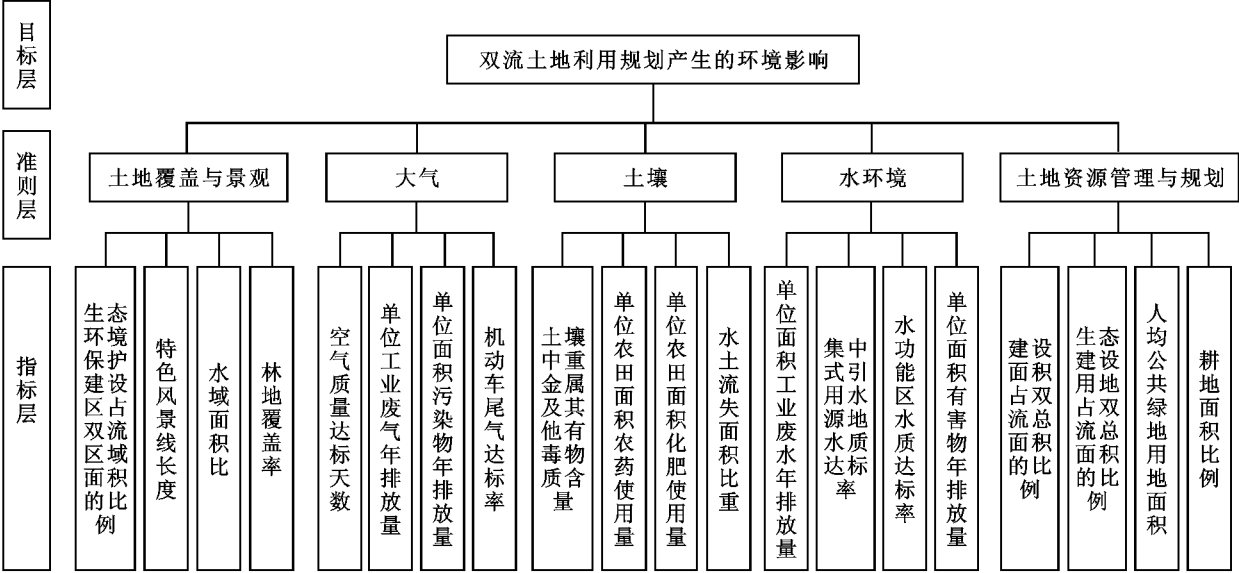 目标层
双流土地利用规划产生的环境影响
准则层
土地覆盖与景观
大气
土壤
水环境
土地资源管理与规划
指标层
生态环境保护建设区占双流区域面积的比例
特色风景线长度
水域面积比
林地覆盖率
空气质量达标天数
单位工业废气年排放量
单位面积污染物年排放量
机动车尾气达标率
土壤中重金属及其他有毒物质含量
单位农田面积农药使用量
单位农田面积化肥使用量
水土流失面积比重
单位面积工业废水年排放量
集中式引用水源地水质达标率
水功能区水质达标率
单位面积有害物年排放量
建设面积占双流总面积的比例
生态建设用地占双流总面积的比例
人均公共绿地用地面积
耕地面积比例